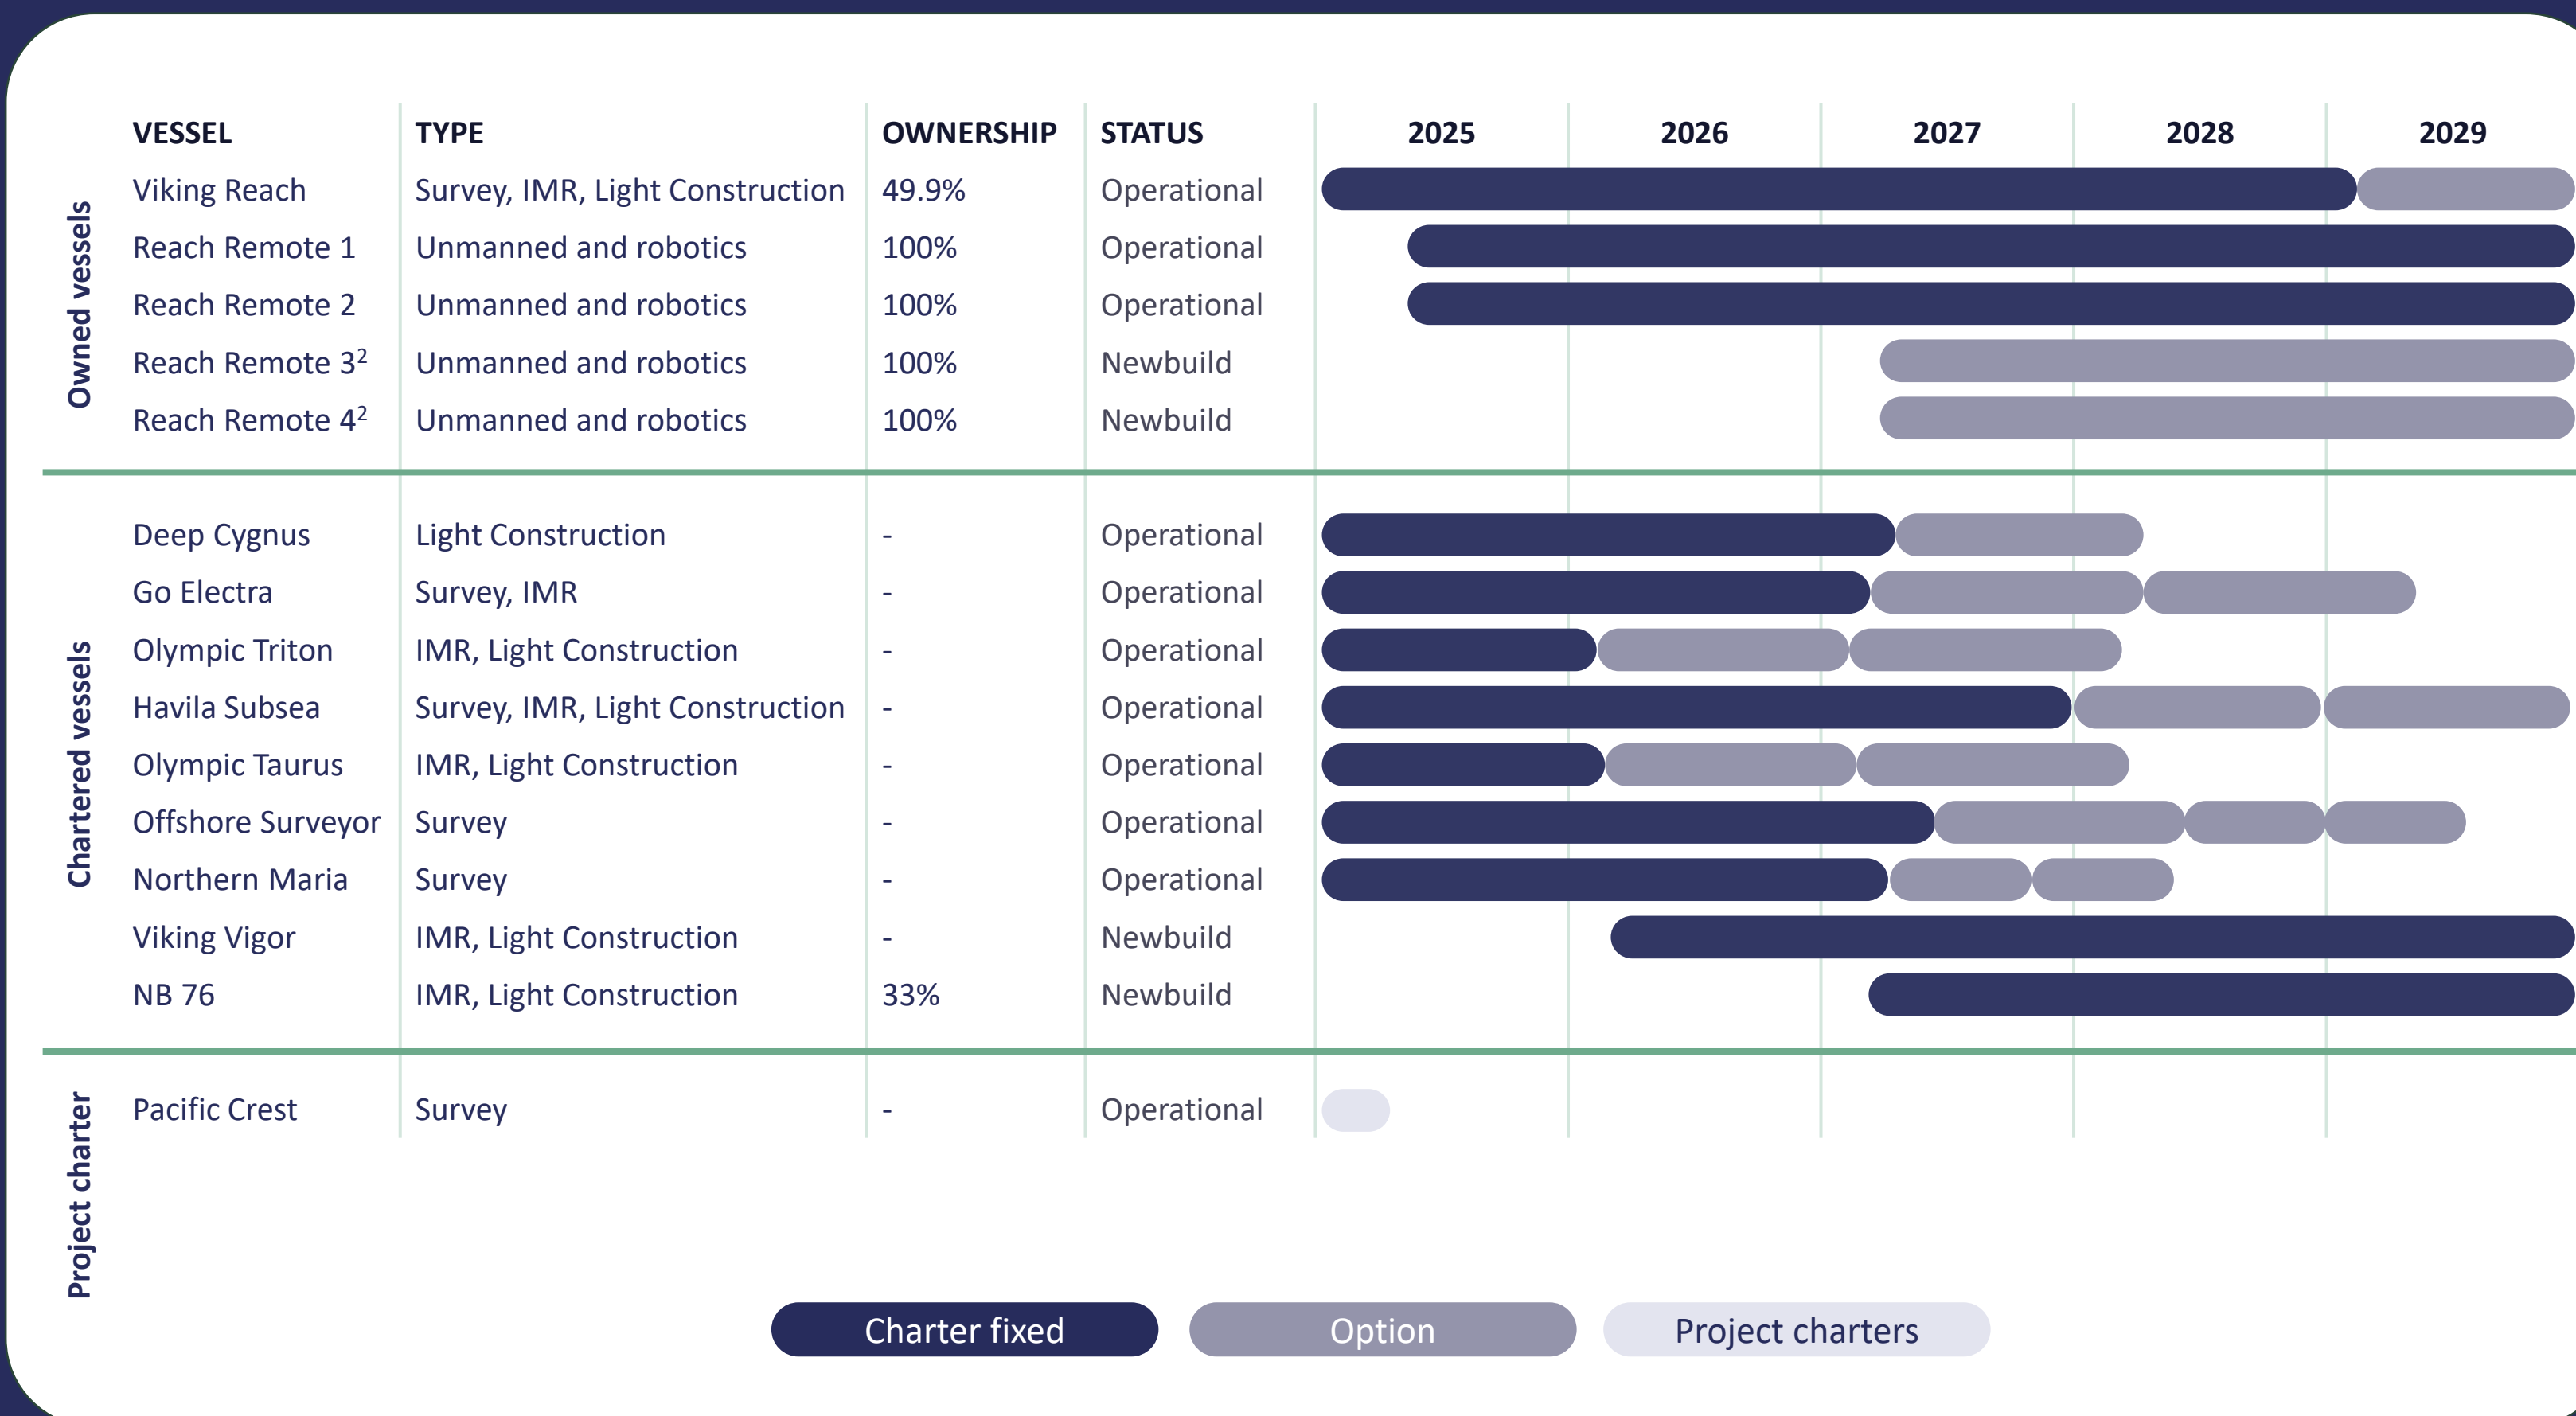 VESSEL TYPE OWNERSHIP STATUS 2025 2026 2027 2028 2029
Owned vessels
Viking Reach Survey, IMR, Light Construction 49.9% Operational
Reach Remote 1 Unmanned and robotics 100% Operational
Reach Remote 2 Unmanned and robotics 100% Operational
Reach Remote 3² Unmanned and robotics 100% Newbuild
Reach Remote 4² Unmanned and robotics 100% Newbuild
Chartered vessels
Deep Cygnus Light Construction - Operational
Go Electra Survey, IMR - Operational
Olympic Triton IMR, Light Construction - Operational
Havila Subsea Survey, IMR, Light Construction - Operational
Olympic Taurus IMR, Light Construction - Operational
Offshore Surveyor Survey - Operational
Northern Maria Survey - Operational
Viking Vigor IMR, Light Construction - Newbuild
NB 76 IMR, Light Construction 33% Newbuild
Project charter
Pacific Crest Survey - Operational
Charter fixed Option Project charters